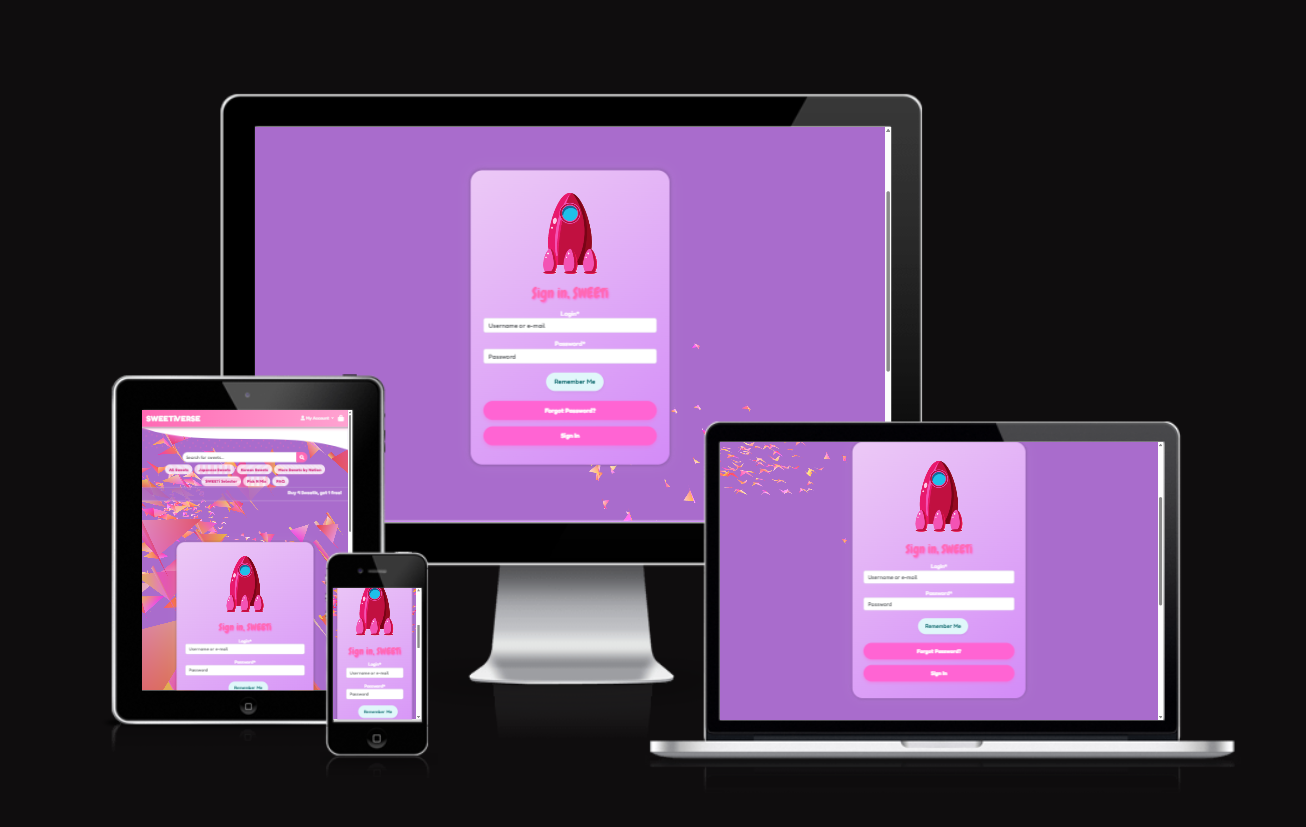 Sign in, SWEET!
Login*
Username or e-mail
Password*
Password
Remember Me
Forgot Password?
Sign In
SWEETIVERSE
My Account
Search for sweets...
All Sweets
Japanese Sweets
Korean Sweets
More Sweets by Nation
SWEET! Selector
Pick N Mix
FAQ
Buy 4 Sweets, get 1 free!
Sign in, SWEET!
Login*
Username or e-mail
Password*
Password
Remember Me
Sign in, SWEET!
Login*
Username or e-mail
Password*
Password
Remember Me
Sign in, SWEET!
Login*
Username or e-mail
Password*
Password
Remember Me
Forgot Password?
Sign In